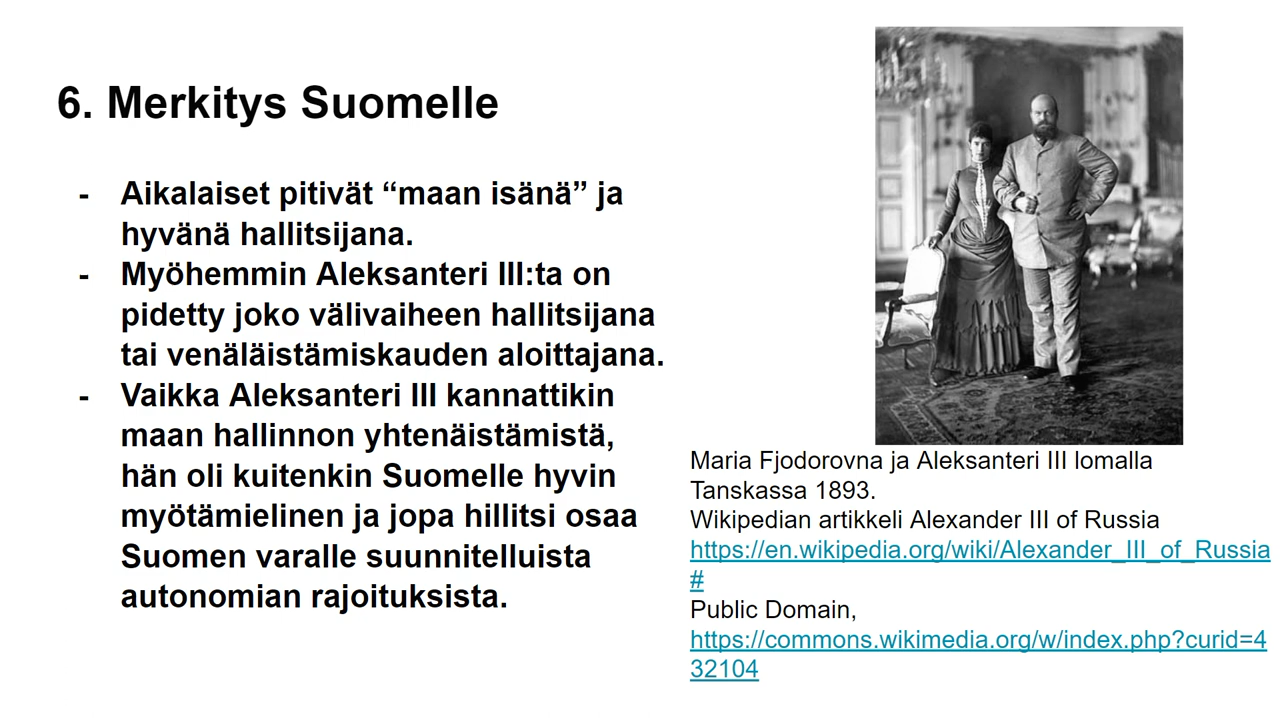 6. Merkitys Suomelle
- Aikalaiset pitivät “maan isänä” ja
hyvänä hallitsijana.
- Myöhemmin Aleksanteri III:ta on
pidetty joko välivaiheen hallitsijana
tai venäläistämiskauden aloittajana.
- Vaikka Aleksanteri III kannattikin
maan hallinnon yhtenäistämistä,
hän oli kuitenkin Suomelle hyvin
myötämielinen ja jopa hillitsi osaa
Suomen varalle suunnitelluista
autonomian rajoituksista.
Maria Fjodorovna ja Aleksanteri III lomalla
Tanskassa 1893.
Wikipedian artikkeli Alexander III of Russia
https://en.wikipedia.org/wiki/Alexander_III_of_Russia
#
Public Domain,
https://commons.wikimedia.org/w/index.php?curid=4
32104